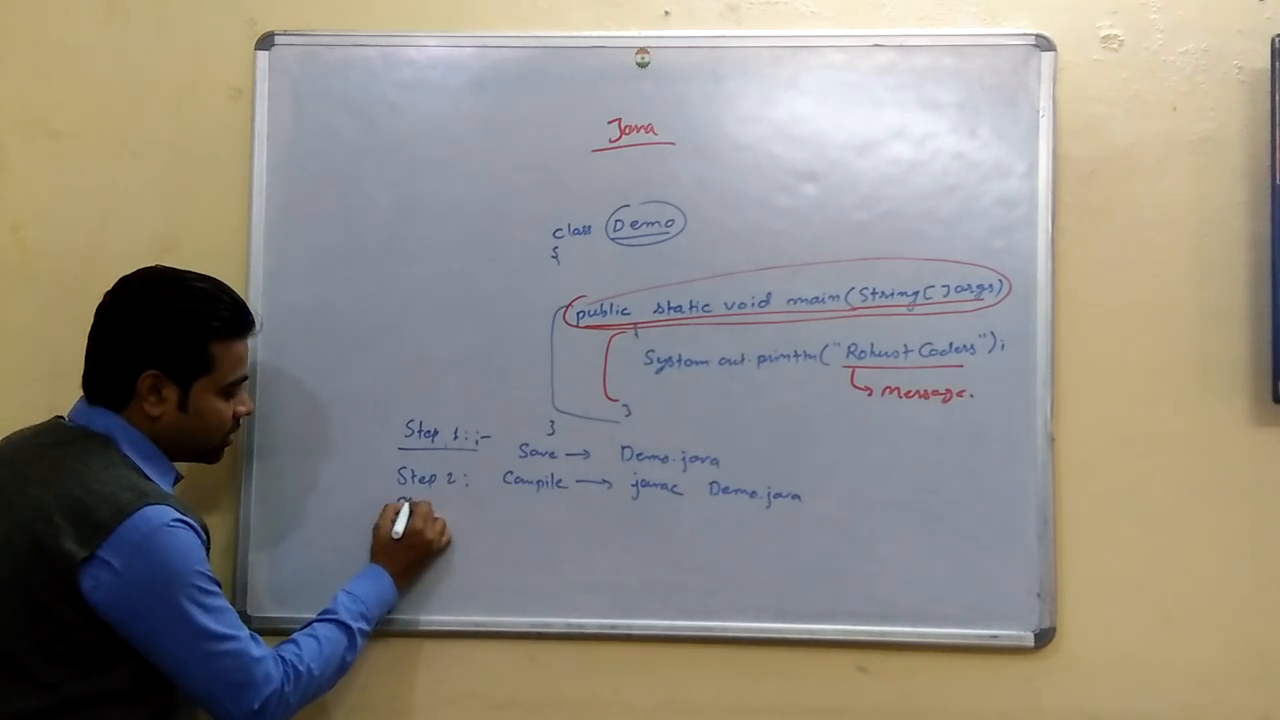 Java
class Demo
{
public static void main(String[]args)
{
System.out.println("Robust Coders");
Message.
}
}
Step 1:;-
Save → Demo.java
Step 2: Compile → javac Demo.java